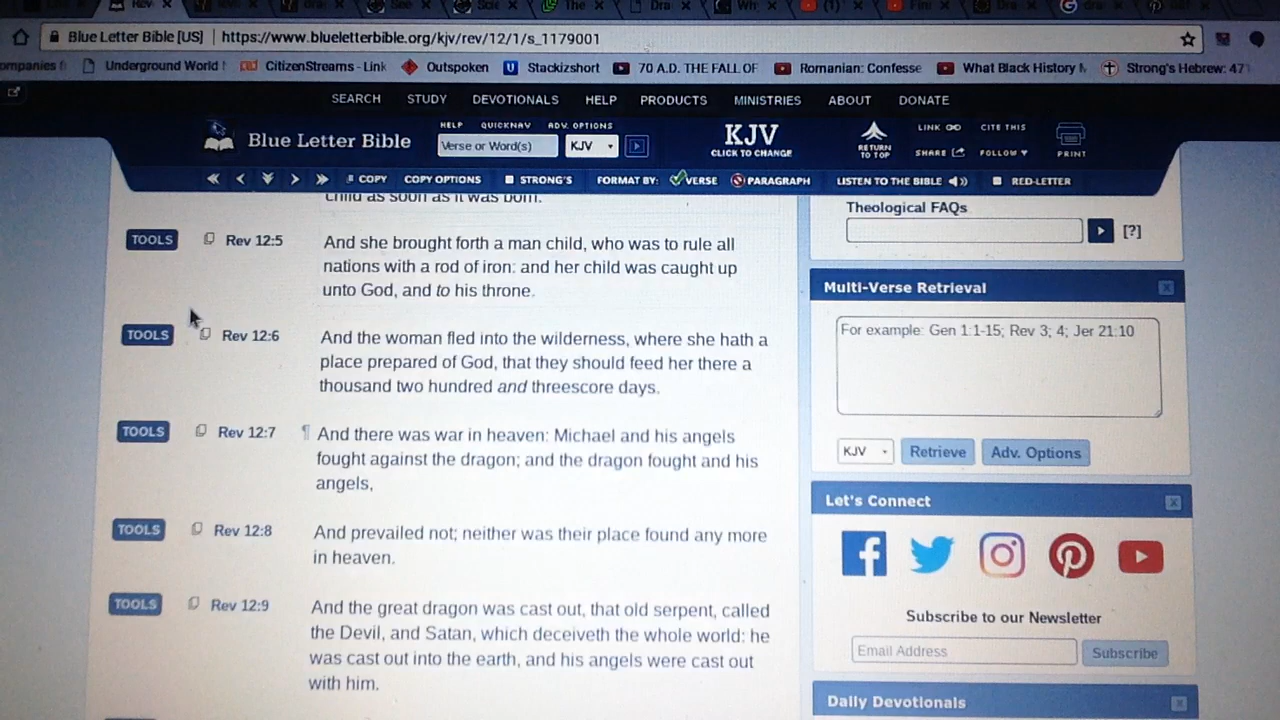 Rev
Blue Letter Bible [US] | https://www.blueletterbible.org/kjv/rev/12/1/s_1179001
ompanies Underground World CitizenStreams - Link Outspoken Stackizshort 70 A.D. THE FALL OF Romanian: Confesse What Black History M Strong's Hebrew: 47
SEARCH STUDY DEVOTIONALS HELP PRODUCTS MINISTRIES ABOUT DONATE
HELP QUICKNAV ADV. OPTIONS
Blue Letter Bible Verse or Word(s) KJV
KJV
CLICK TO CHANGE
RETURN
TO TOP
LINK CITE THIS
SHARE FOLLOW PRINT
COPY COPY OPTIONS STRONG'S FORMAT BY: VERSE PARAGRAPH LISTEN TO THE BIBLE RED-LETTER
child as soon as it was born.
TOOLS Rev 12:5 And she brought forth a man child, who was to rule all
nations with a rod of iron: and her child was caught up
unto God, and to his throne.
TOOLS Rev 12:6 And the woman fled into the wilderness, where she hath a
place prepared of God, that they should feed her there a
thousand two hundred and threescore days.
TOOLS Rev 12:7 ¶ And there was war in heaven: Michael and his angels
fought against the dragon; and the dragon fought and his
angels,
TOOLS Rev 12:8 And prevailed not; neither was their place found any more
in heaven.
TOOLS Rev 12:9 And the great dragon was cast out, that old serpent, called
the Devil, and Satan, which deceiveth the whole world: he
was cast out into the earth, and his angels were cast out
with him.
Theological FAQs
[?]
Multi-Verse Retrieval
For example: Gen 1:1-15; Rev 3; 4; Jer 21:10
KJV Retrieve Adv. Options
Let's Connect
Subscribe to our Newsletter
Email Address Subscribe
Daily Devotionals